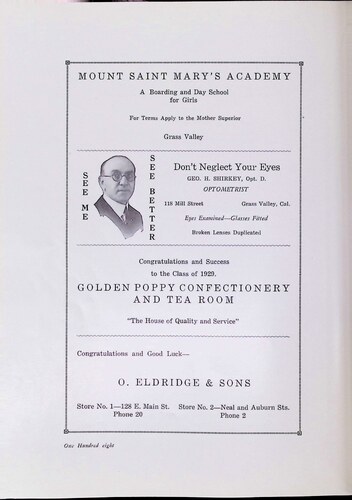 MOUNT SAINT MARY'S ACADEMY
A Boarding and Day School
for Girls
For Terms Apply to the Mother Superior
Grass Valley
SEE ME
SEE BETTER
Don't Neglect Your Eyes
GEO. H. SHIRKEY, Opt. D.
OPTOMETRIST
118 Mill Street Grass Valley, Cal.
Eyes Examined—Glasses Fitted
Broken Lenses Duplicated
Congratulations and Success
to the Class of 1929.
GOLDEN POPPY CONFECTIONERY
AND TEA ROOM
"The House of Quality and Service"
Congratulations and Good Luck—
O. ELDRIDGE & SONS
Store No. 1—128 E. Main St. Store No. 2—Neal and Auburn Sts.
Phone 20 Phone 2
One Hundred eight